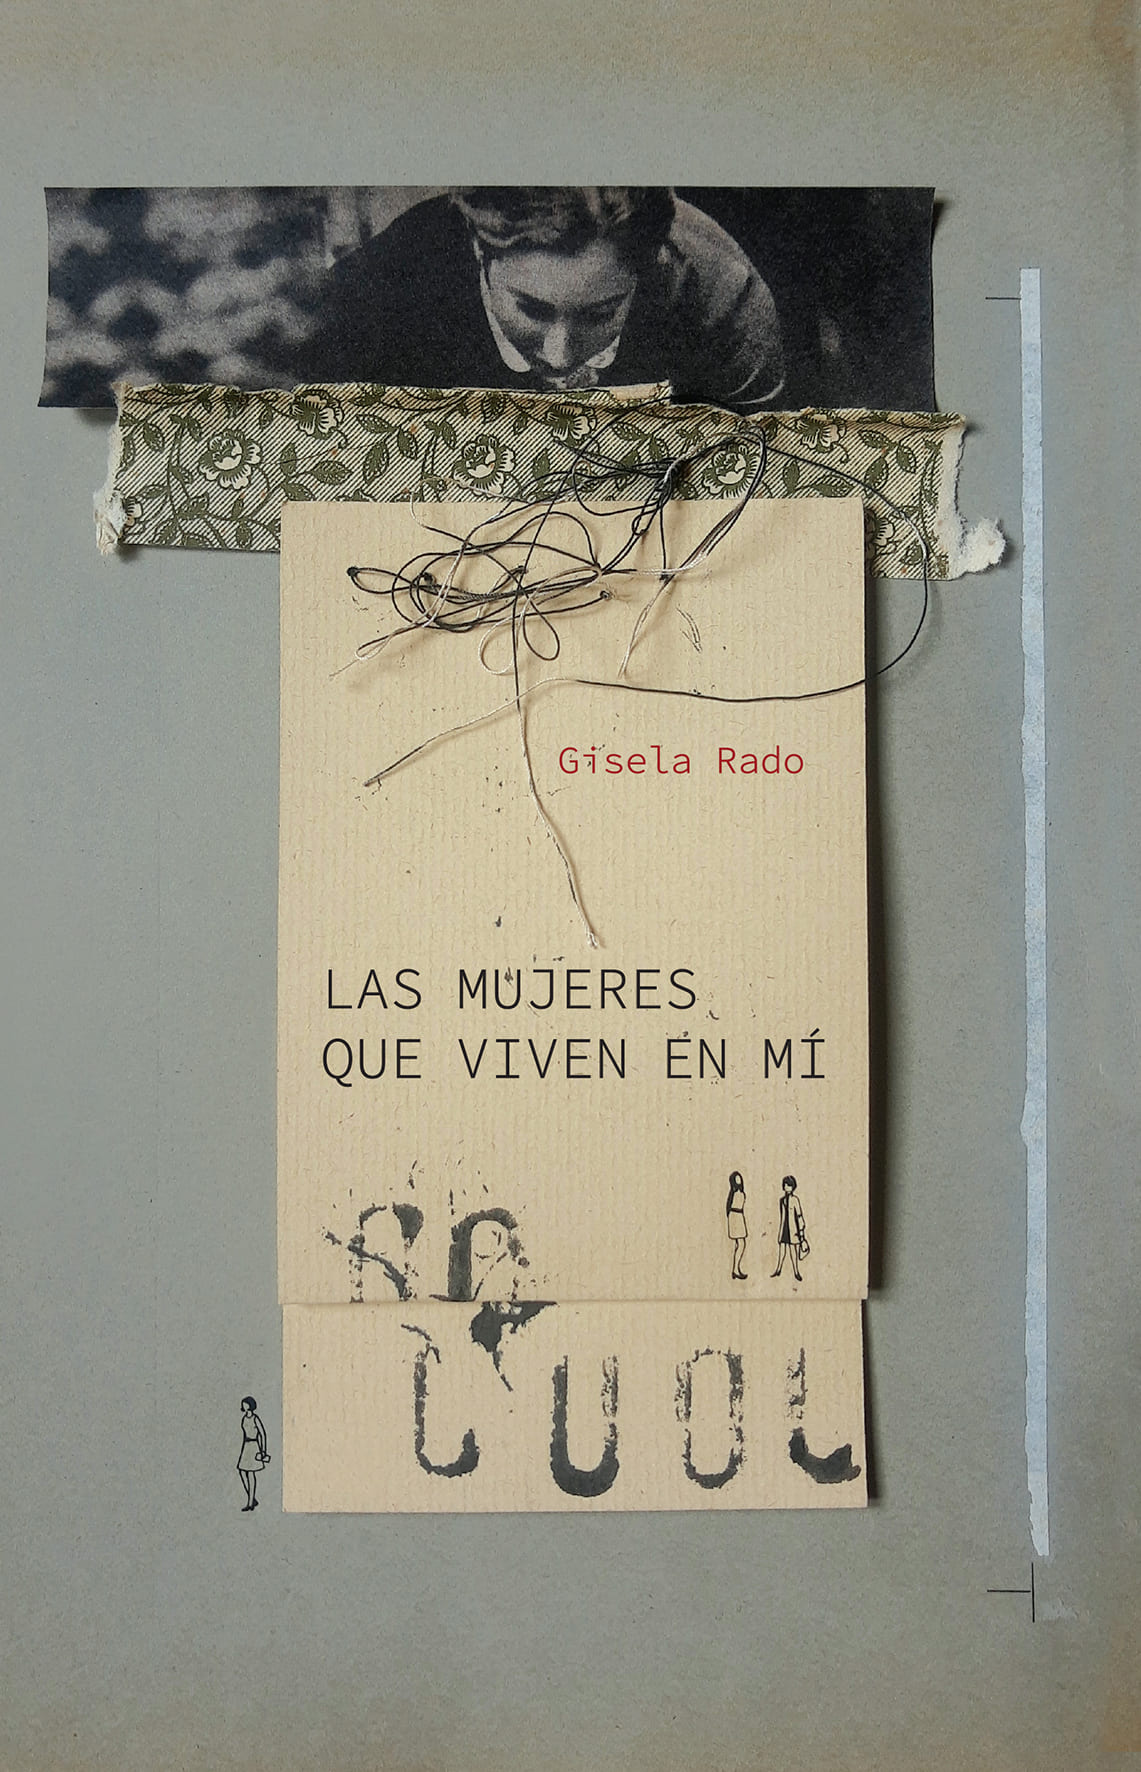 Gisela Rado
LAS MUJERES
QUE VIVEN EN MÍ